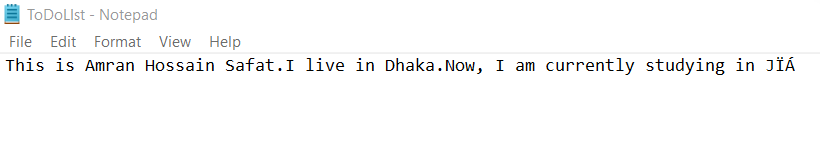 ToDoLIst - Notepad
File Edit Format View Help
This is Amran Hossain Safat.I live in Dhaka.Now, I am currently studying in JÏÁ